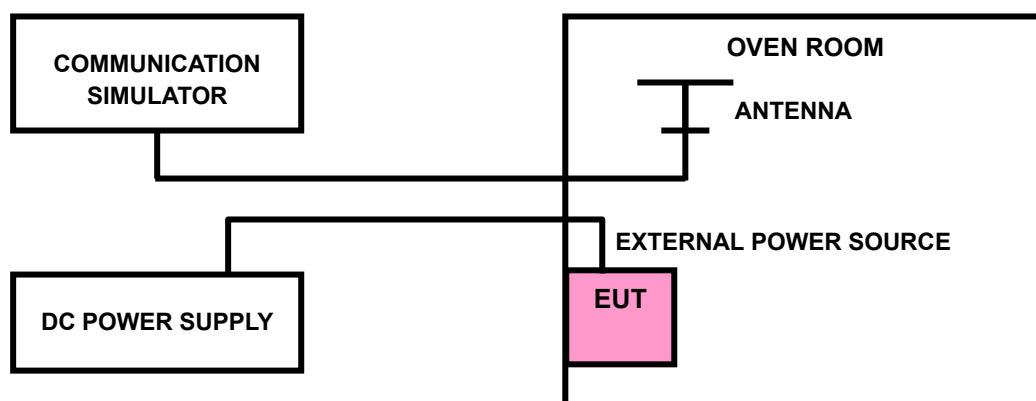 COMMUNICATION
SIMULATOR
OVEN ROOM
ANTENNA
EXTERNAL POWER SOURCE
EUT
DC POWER SUPPLY